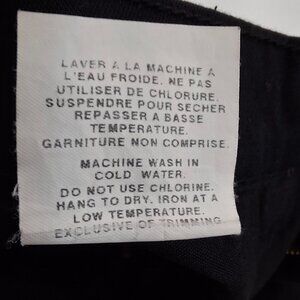 LAVER A LA MACHINE A
L'EAU FROIDE. NE PAS
UTILISER DE CHLORURE.
SUSPENDRE POUR SECHER
REPASSER A BASSE
TEMPERATURE.
GARNITURE NON COMPRISE.
MACHINE WASH IN
COLD WATER.
DO NOT USE CHLORINE.
HANG TO DRY. IRON AT A
LOW TEMPERATURE.
EXCLUSIVE OF TRIMMING